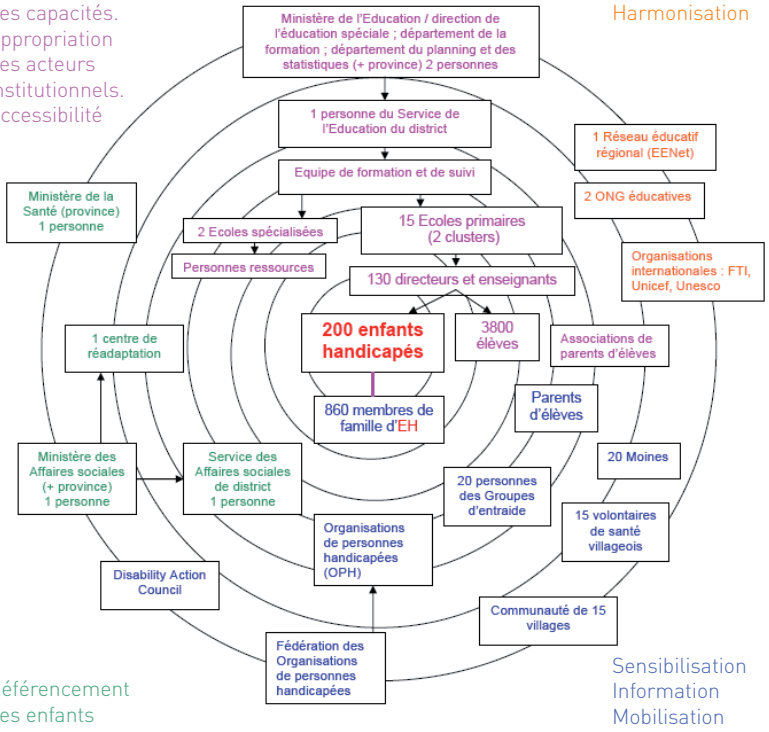 es capacités.
ppropriation
es acteurs
nstitutionnels.
ccessibilité
Ministère de l'Education / direction de
l'éducation spéciale ; département de la
formation ; département du planning et des
statistiques (+ province) 2 personnes
Harmonisation
1 personne du Service de
l'Education du district
1 Réseau éducatif
régional (EENet)
Equipe de formation et de suivi
Ministère de la
Santé (province)
1 personne
2 ONG éducatives
2 Ecoles spécialisées
15 Ecoles primaires
(2 clusters)
Personnes ressources
130 directeurs et enseignants
Organisations
internationales : FTI,
Unicef, Unesco
1 centre de
réadaptation
200 enfants
handicapés
3800
élèves
Associations de
parents d'élèves
860 membres de
famille d'EH
Parents
d'élèves
Ministère des
Affaires sociales
(+ province)
1 personne
Service des
Affaires sociales
de district
1 personne
20 Moines
20 personnes
des Groupes
d'entraide
15 volontaires
de santé
villageois
Organisations
de personnes
handicapées
(OPH)
Disability Action
Council
Communauté de 15
villages
Fédération des
Organisations
de personnes
handicapées
éférencement
es enfants
Sensibilisation
Information
Mobilisation